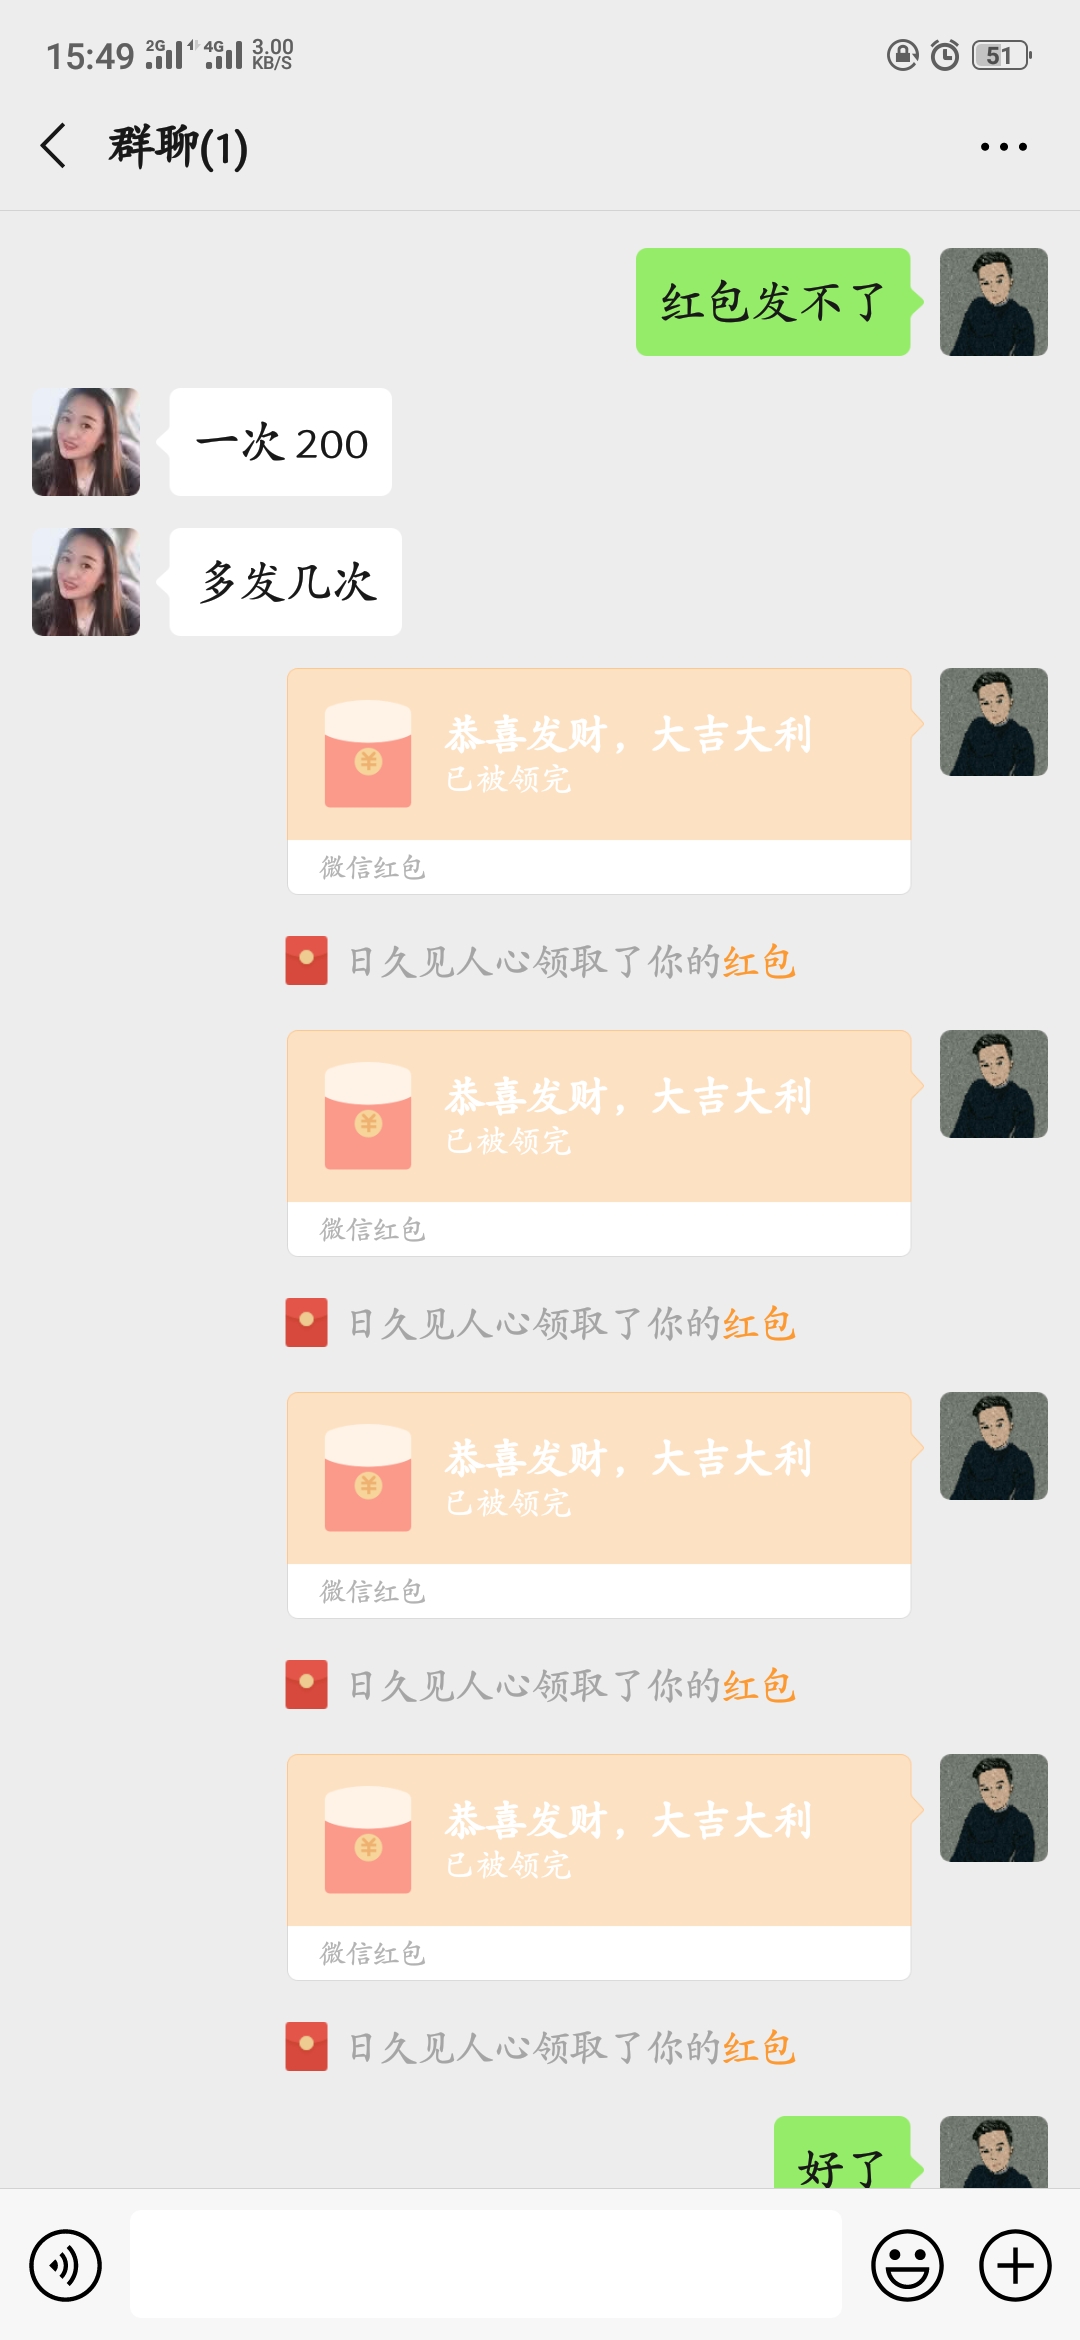 15:49 2G 4G 3.00 KB/S 51
群聊(1)
红包发不了
一次 200
多发几次
恭喜发财，大吉大利
已被领完
微信红包
日久见人心领取了你的红包
恭喜发财，大吉大利
已被领完
微信红包
日久见人心领取了你的红包
恭喜发财，大吉大利
已被领完
微信红包
日久见人心领取了你的红包
恭喜发财，大吉大利
已被领完
微信红包
日久见人心领取了你的红包
好了